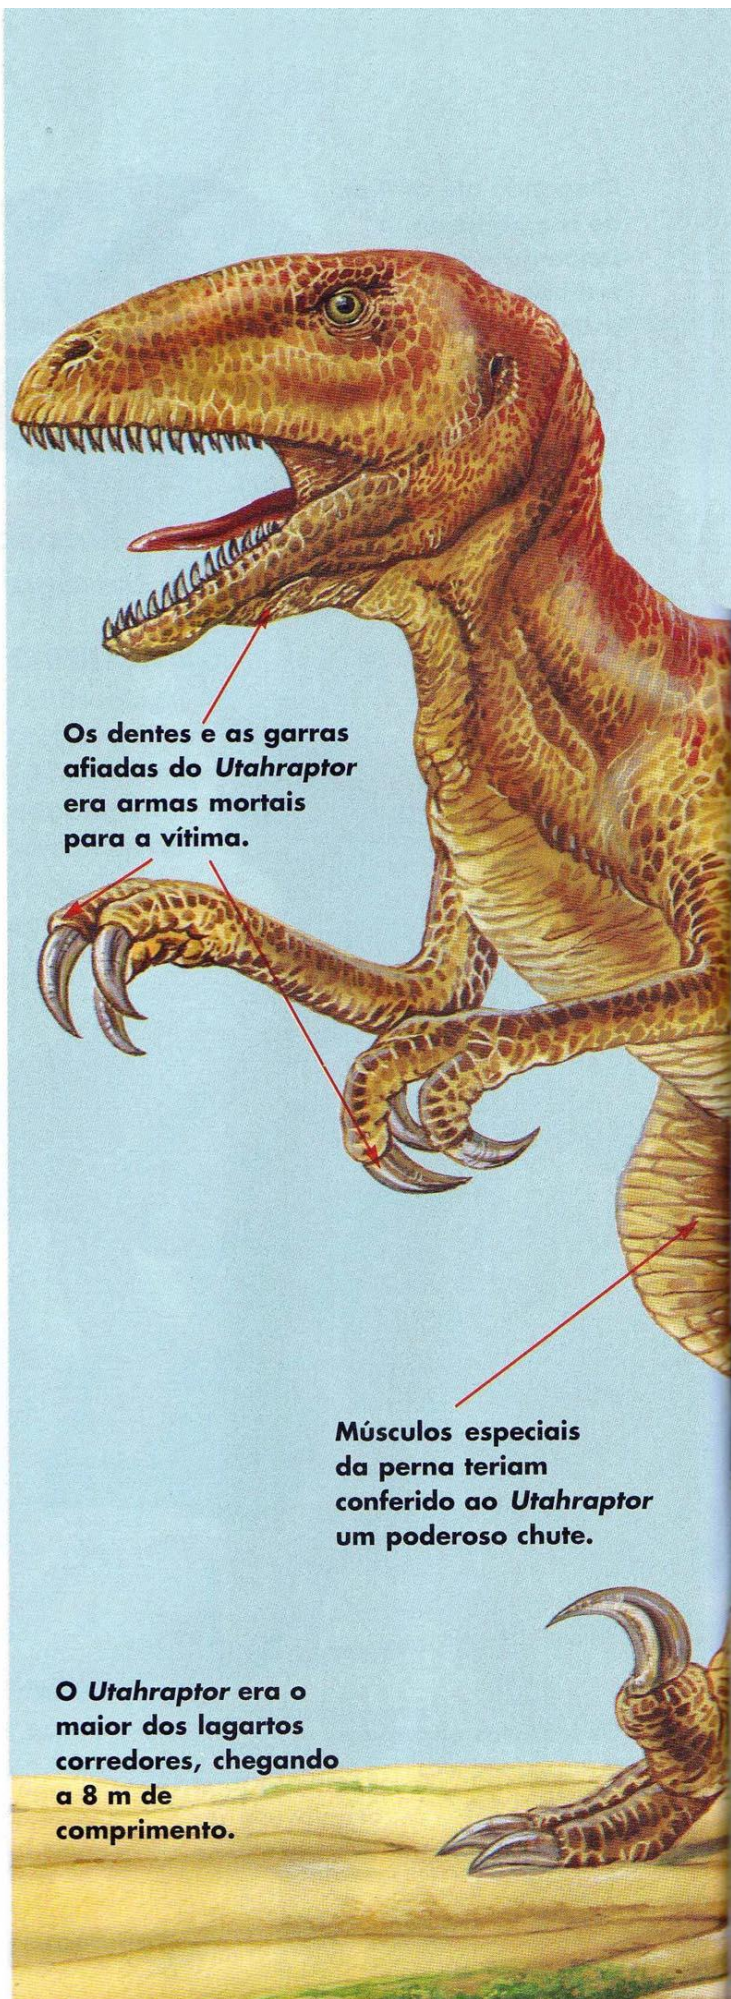 Os dentes e as garras
afiadas do Utahraptor
era armas mortais
para a vítima.
Músculos especiais
da perna teriam
conferido ao Utahraptor
um poderoso chute.
O Utahraptor era o
maior dos lagartos
corredores, chegando
a 8 m de
comprimento.